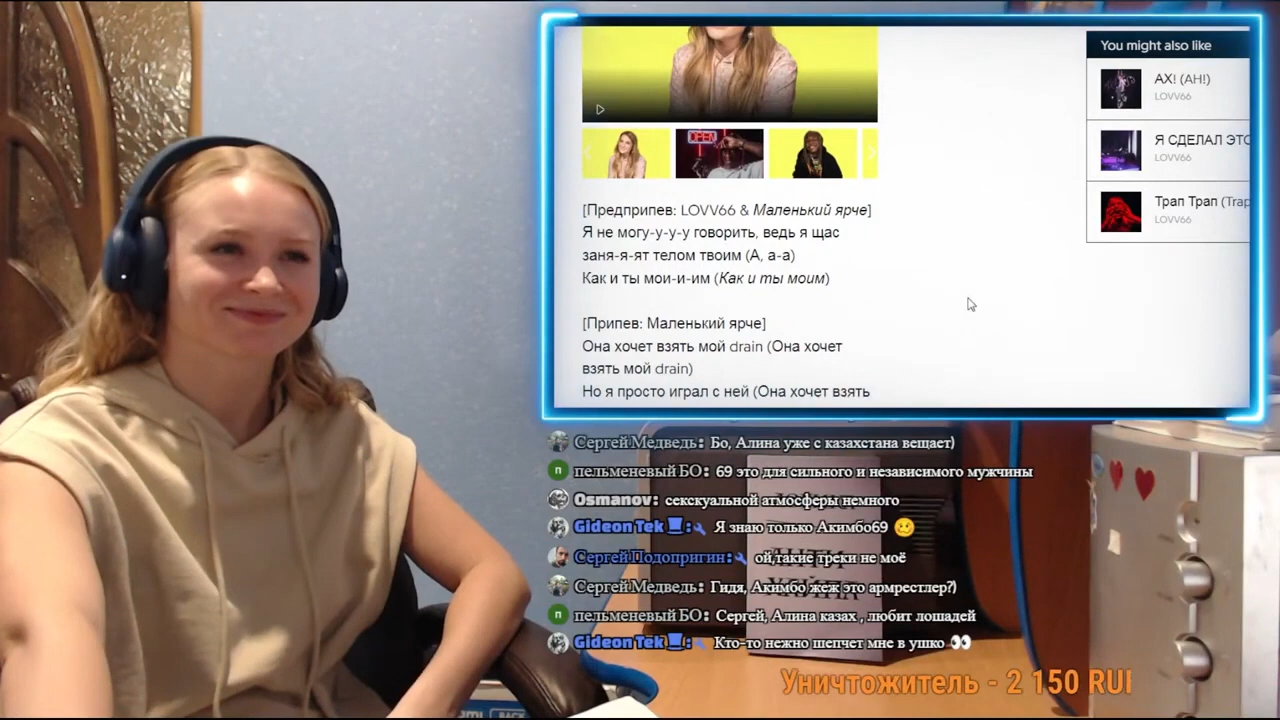 You might also like
АХ! (AH!)
LOVV66
Я СДЕЛАЛ ЭТО
LOVV66
Трап Трап (Trap
LOVV66
OPEN
[Предприпев: LOVV66 & Маленький ярче]
Я не могу-у-у-у говорить, ведь я щас
заня-я-ят телом твоим (А, а-а)
Как и ты мои-и-им (Как и ты моим)
[Припев: Маленький ярче]
Она хочет взять мой drain (Она хочет
взять мой drain)
Но я просто играл с ней (Она хочет взять
Сергей Медведь: Бо, Алина уже с казахстана вещает)
п пельменевый БО: 69 это для сильного и независимого мужчины
Osmanov: секскуальной атмосферы немного
GideonTek: Я знаю только Акимбо69 🥴
Сергей Подопригин: ой,такие треки не моё
Сергей Медведь: Гидя, Акимбо жеж это армрестлер?)
п пельменевый БО: Сергей, Алина казах , любит лошадей
GideonTek: Кто-то нежно шепчет мне в ушко 👀
Уничтожитель - 2 150 RUI
BACK